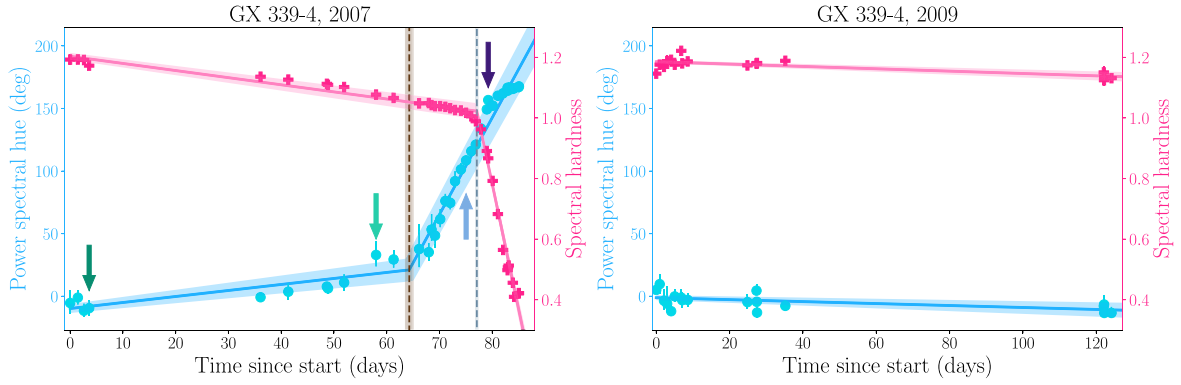 GX 339-4, 2007
Power spectral hue (deg)
200
150
100
50
0
1.2
1.0
0.8
0.6
0.4
Spectral hardness
0 10 20 30 40 50 60 70 80
Time since start (days)
GX 339-4, 2009
Power spectral hue (deg)
200
150
100
50
0
1.2
1.0
0.8
0.6
0.4
Spectral hardness
0 20 40 60 80 100 120
Time since start (days)